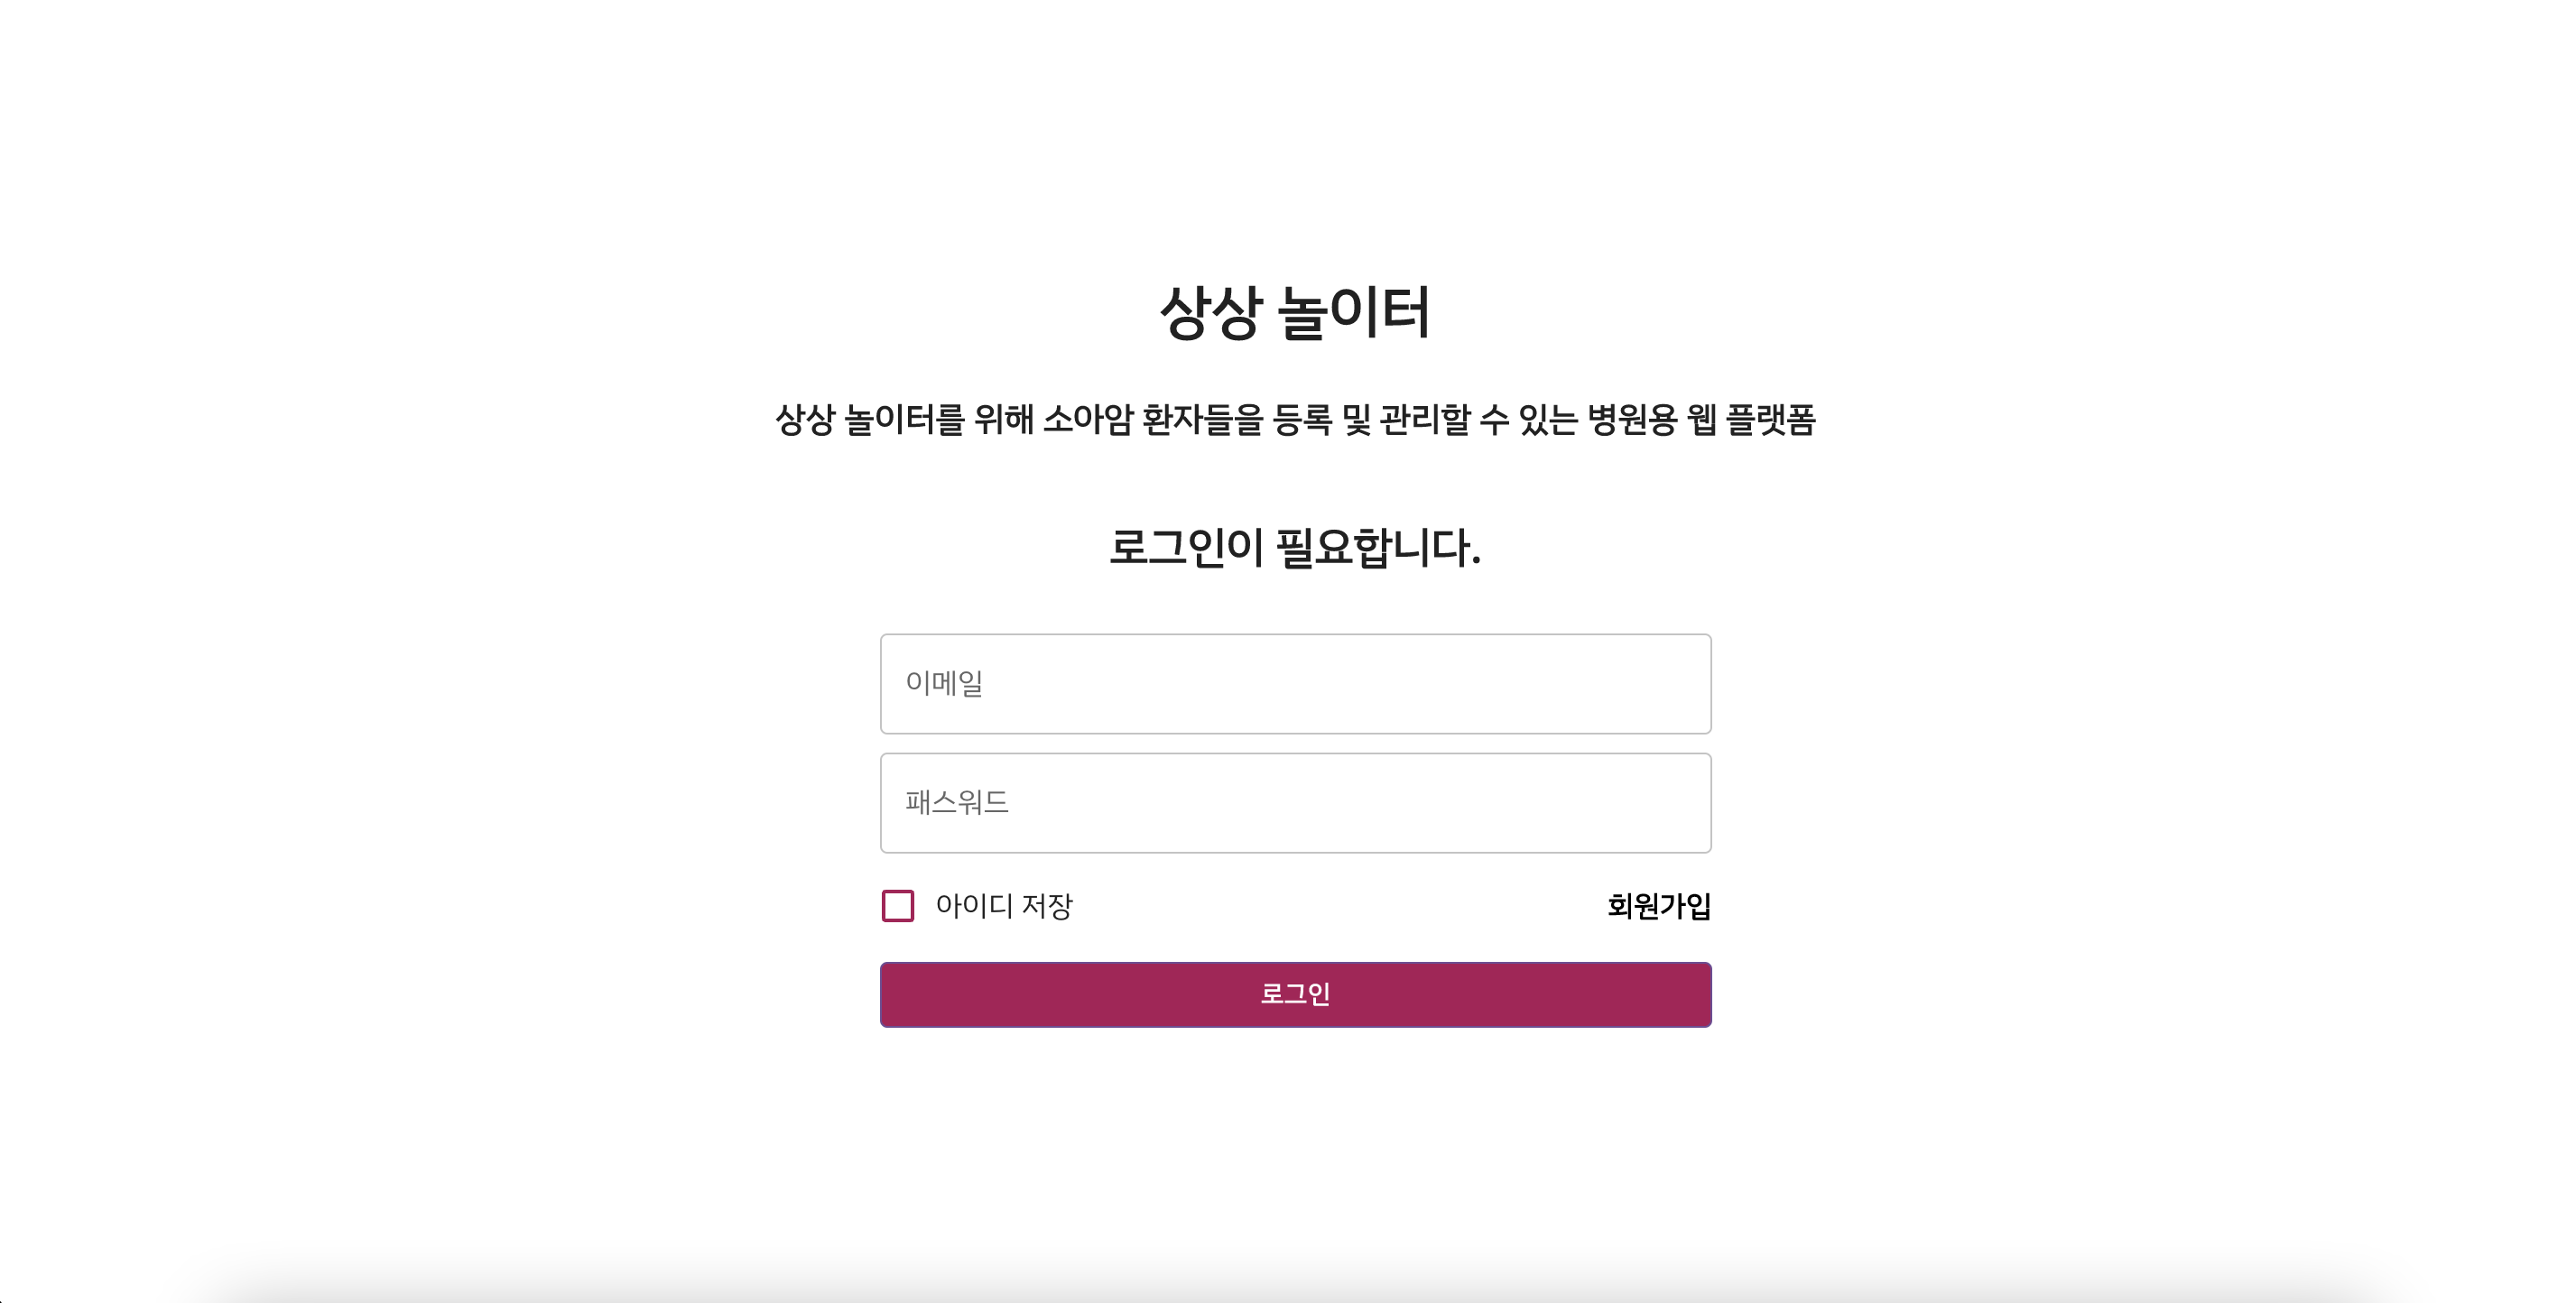 상상 놀이터
상상 놀이터를 위해 소아암 환자들을 등록 및 관리할 수 있는 병원용 웹 플랫폼
로그인이 필요합니다.
이메일
패스워드
아이디 저장
회원가입
로그인